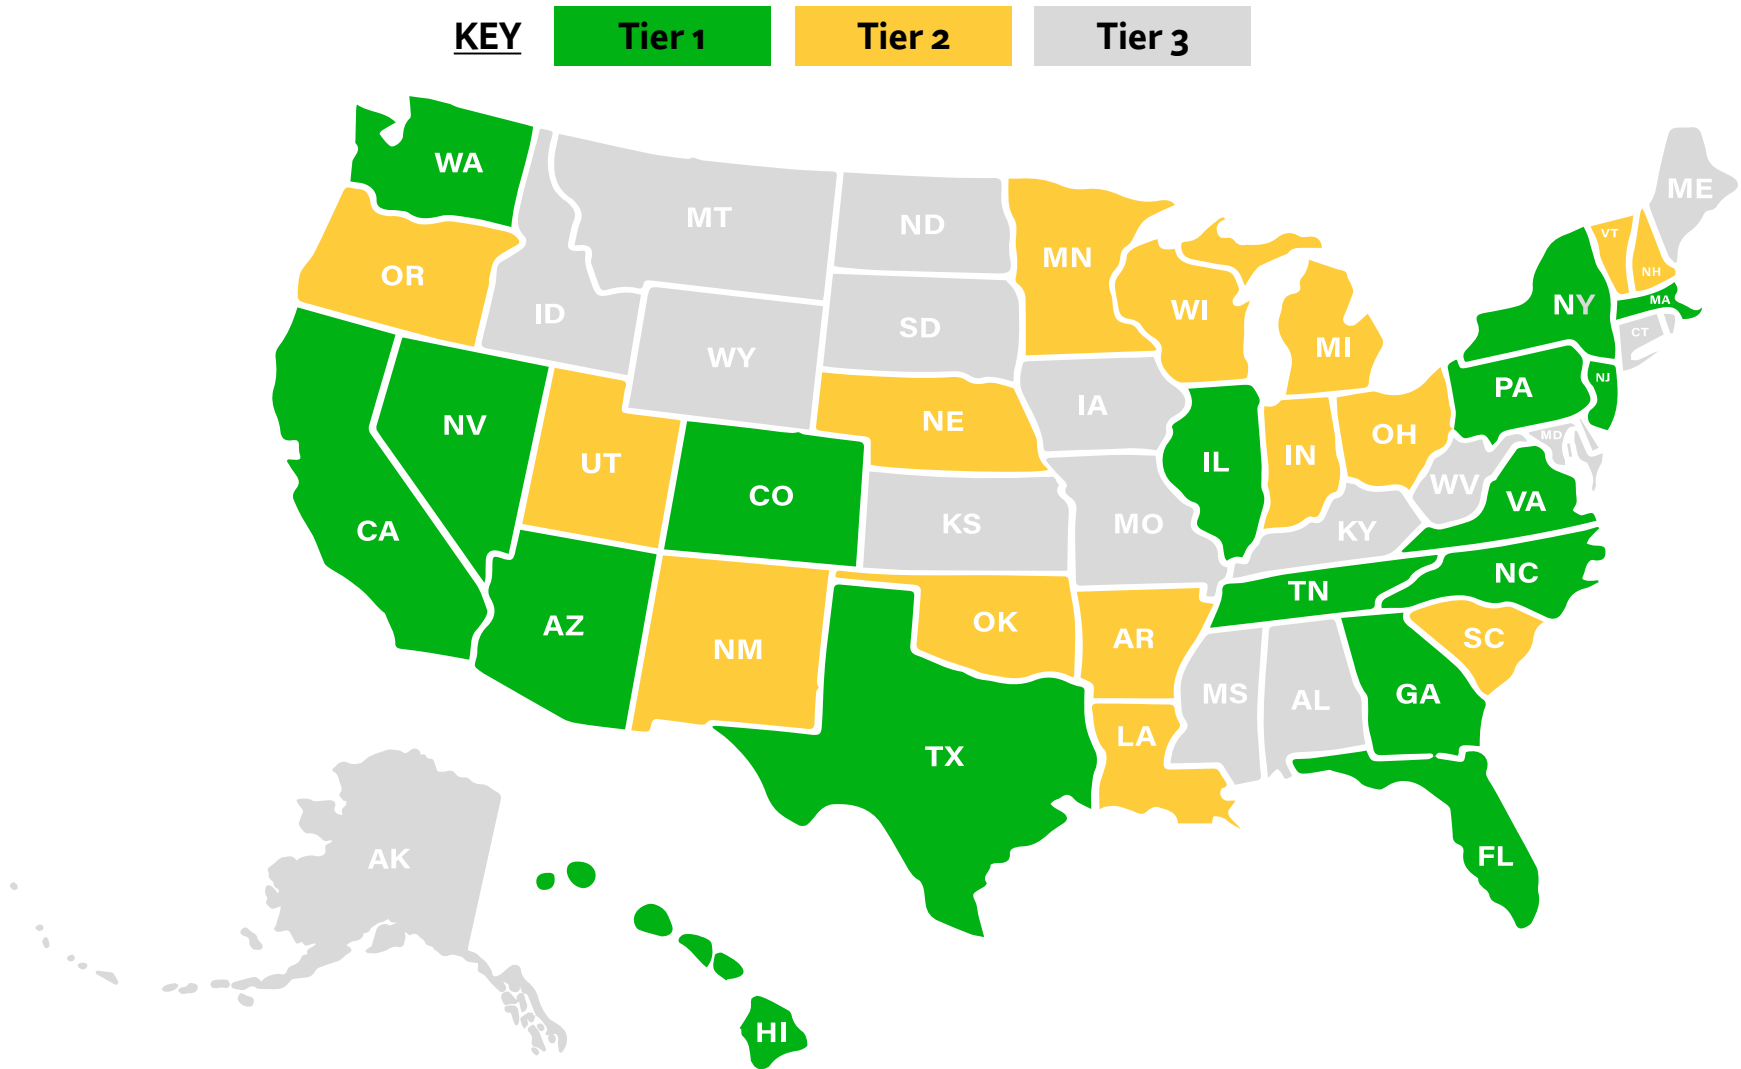 KEY Tier 1 Tier 2 Tier 3
WA
MT
ND
MN
ME
OR
ID
SD
WI
MI
VT
NH
NY
MA
CT
WY
IA
NE
PA
NJ
NV
UT
CO
KS
MO
IL
IN
OH
MD
WV
VA
KY
CA
AZ
NM
OK
AR
TN
NC
SC
TX
LA
MS
AL
GA
FL
AK
HI